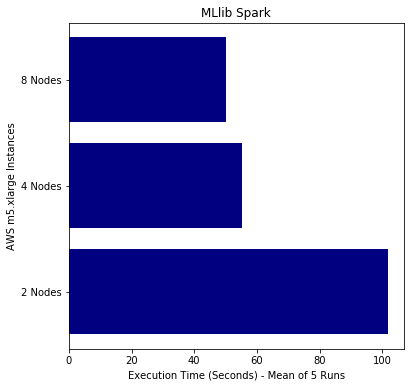 MLlib Spark
AWS m5.xlarge Instances
8 Nodes
4 Nodes
2 Nodes
0 20 40 60 80 100
Execution Time (Seconds) - Mean of 5 Runs